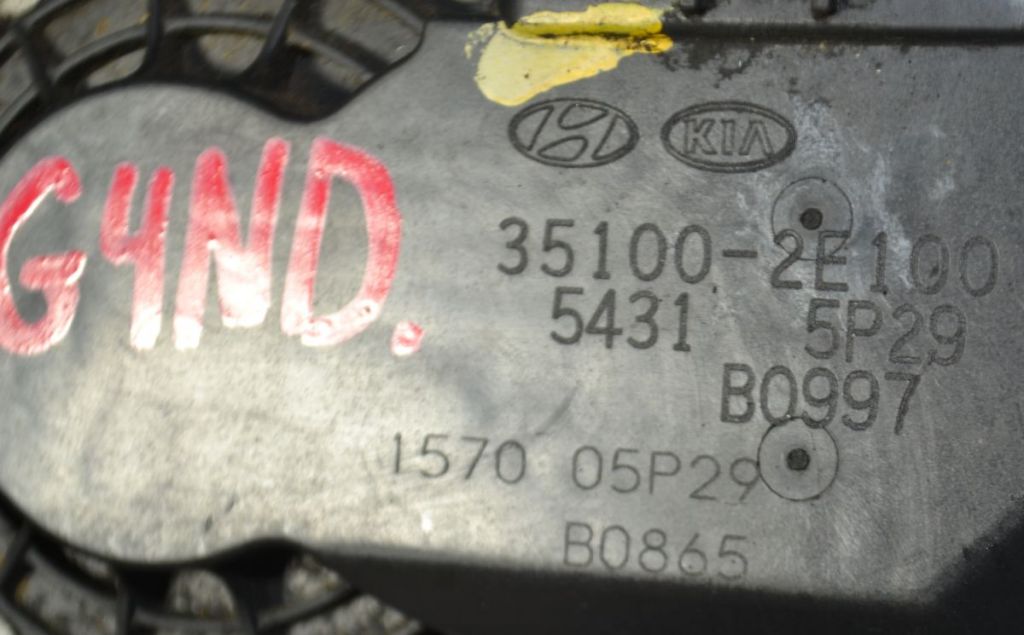 G4ND.
KIA
35100-2E100
5431 5P29
B0997
1570 05P29
B0865